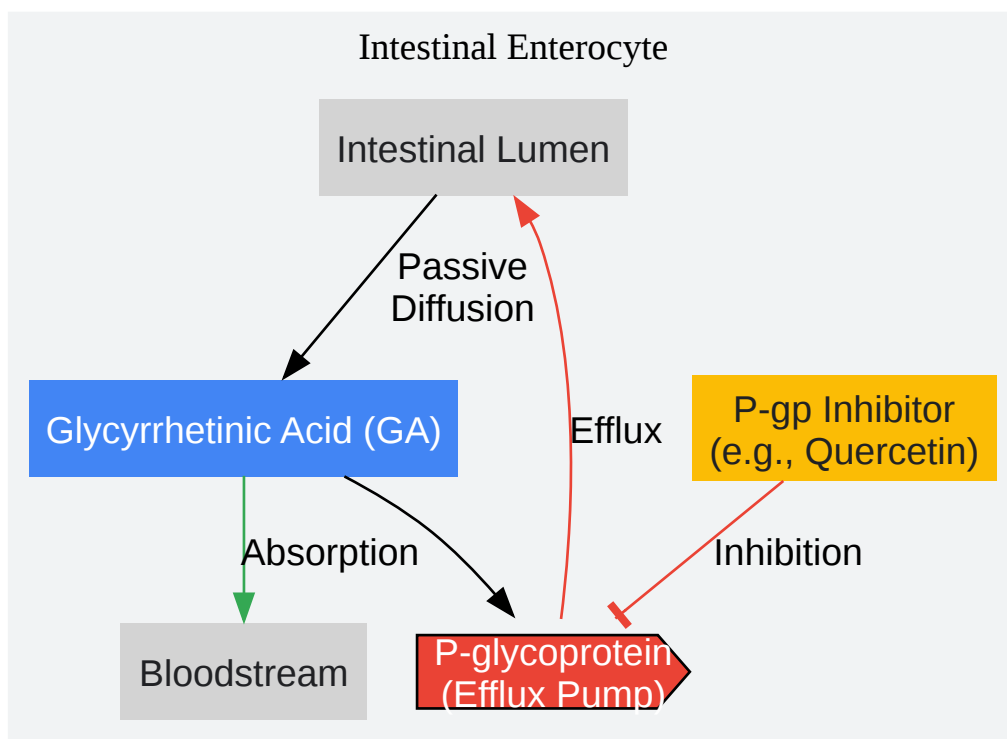 Intestinal Enterocyte
Intestinal Lumen
Passive
Diffusion
Glycyrrhetinic Acid (GA)
Efflux
P-gp Inhibitor
(e.g., Quercetin)
Absorption
Inhibition
Bloodstream
P-glycoprotein
(Efflux Pump)